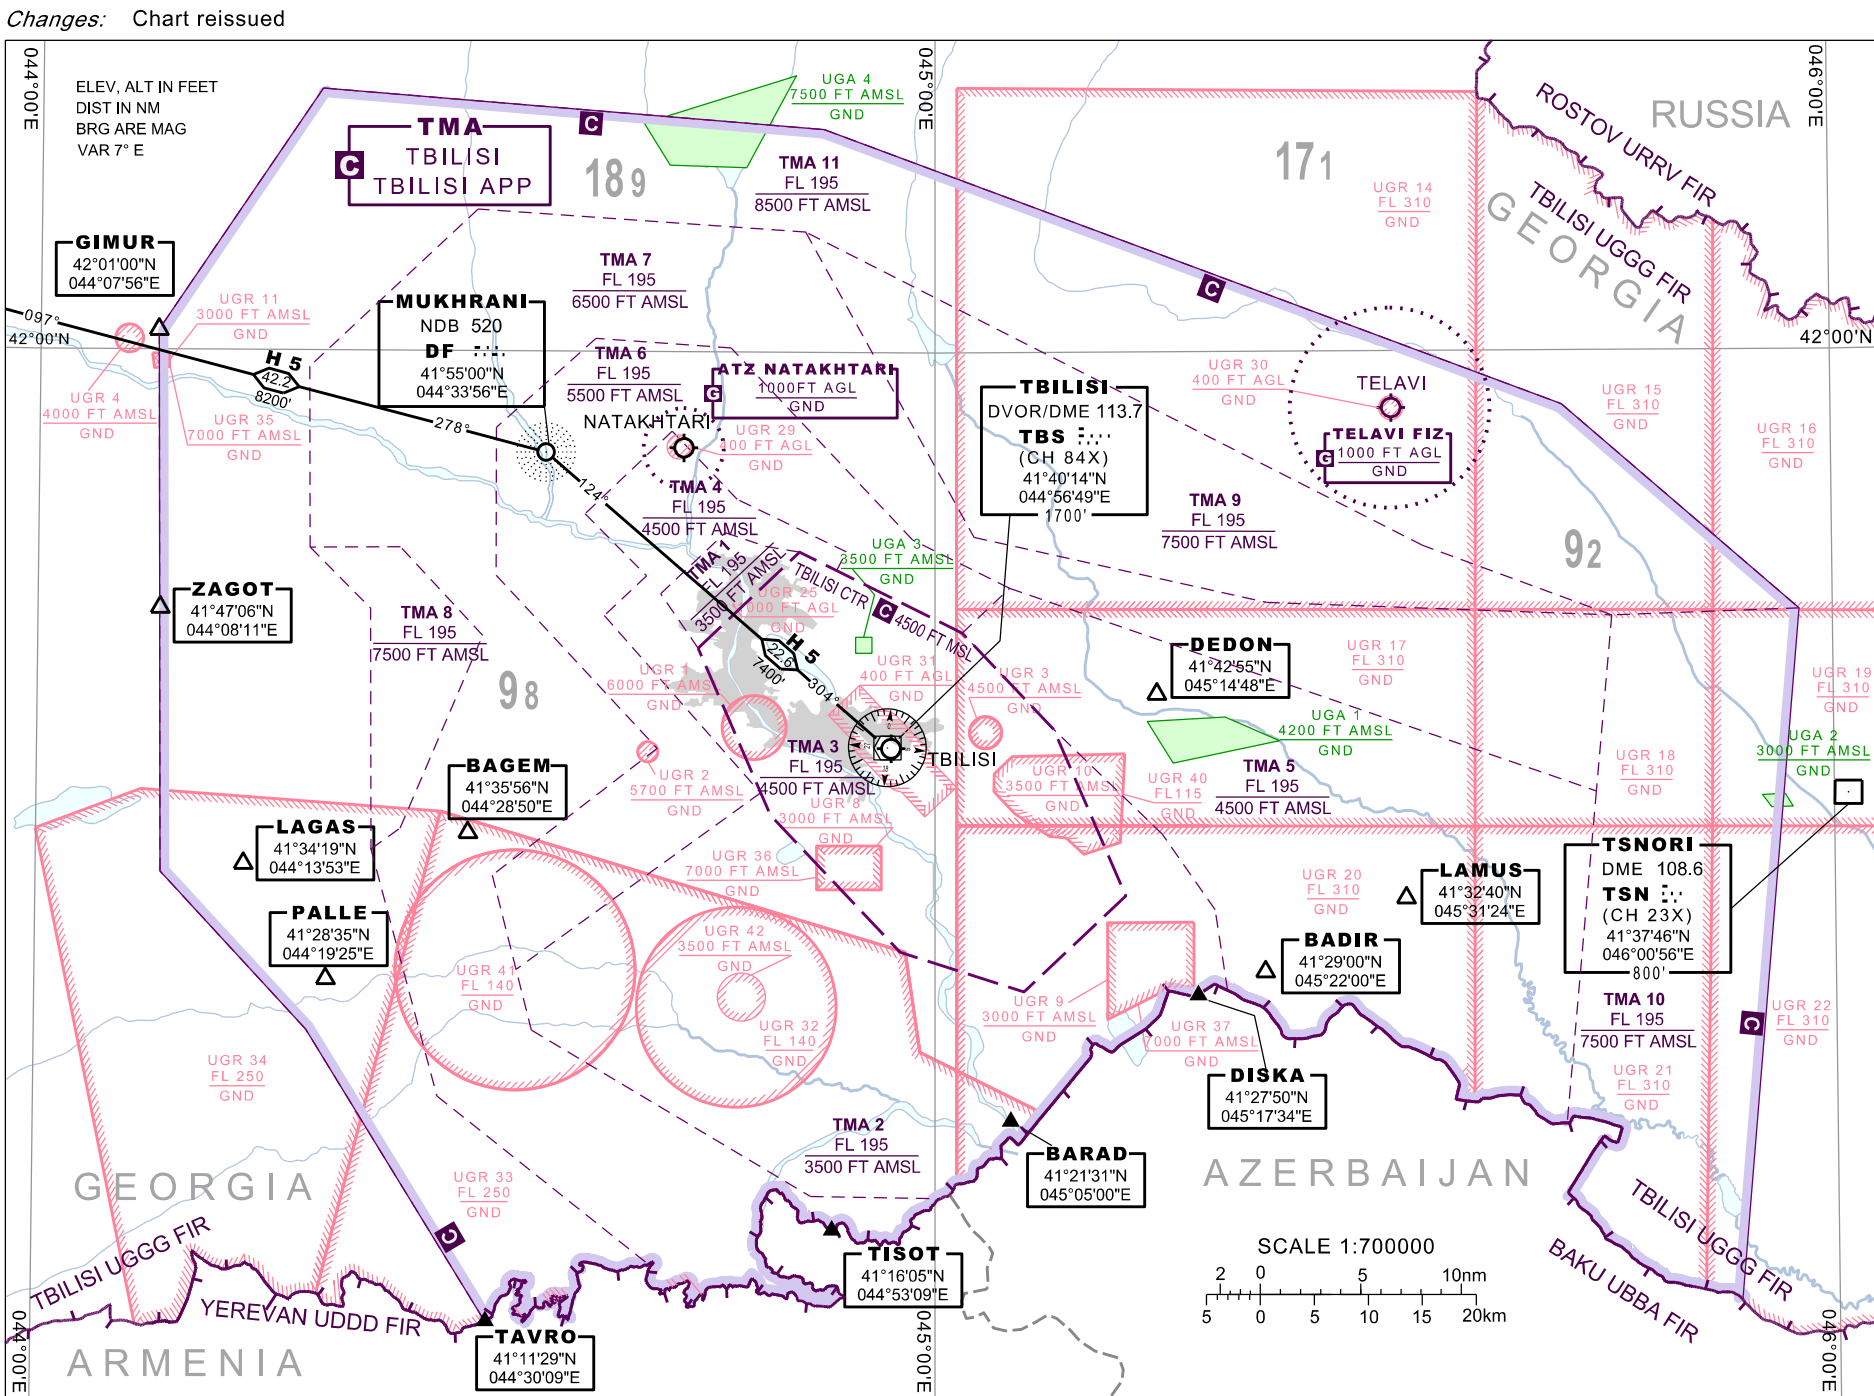 Changes: Chart reissued
044°00'E
045°00'E
046°00'E
ELEV, ALT IN FEET
DIST IN NM
BRG ARE MAG
VAR 7° E
TMA
C
TBILISI
TBILISI APP
C
UGA 4
7500 FT AMSL
GND
18 9
TMA 11
FL 195
8500 FT AMSL
17 1
UGR 14
FL 310
GND
RUSSIA
ROSTOV URRV FIR
TBILISI UGGG FIR
GEORGIA
GIMUR
42°01'00"N
044°07'56"E
097°
42°00'N
UGR 11
3000 FT AMSL
GND
H 5
42.2
8200'
278°
UGR 4
4000 FT AMSL
GND
UGR 35
7000 FT AMSL
GND
MUKHRANI
NDB 520
DF
41°55'00"N
044°33'56"E
TMA 7
FL 195
6500 FT AMSL
TMA 6
FL 195
5500 FT AMSL
ATZ NATAKHTARI
G
1000FT AGL
GND
NATAKHTARI
UGR 29
400 FT AGL
GND
124°
TMA 4
FL 195
4500 FT AMSL
TBILISI
DVOR/DME 113.7
TBS
(CH 84X)
41°40'14"N
044°56'49"E
1700'
C
42°00'N
UGR 30
400 FT AGL
GND
TELAVI
TELAVI FIZ
G
1000 FT AGL
GND
UGR 15
FL 310
GND
UGR 16
FL 310
GND
TMA 9
FL 195
7500 FT AMSL
9 2
ZAGOT
41°47'06"N
044°08'11"E
TMA 8
FL 195
7500 FT AMSL
9 8
TMA 1
FL 195
3500 FT AMSL
TBILISI CTR
C
4500 FT MSL
UGA 3
3500 FT AMSL
GND
UGR 25
GND
H 5
22.6
7400'
304°
UGR 1
6000 FT AMSL
GND
UGR 31
400 FT AGL
GND
UGR 3
4500 FT AMSL
GND
DEDON
41°42'55"N
045°14'48"E
UGR 17
FL 310
GND
UGR 19
FL 310
GND
UGA 1
4200 FT AMSL
GND
UGA 2
3000 FT AMSL
GND
UGR 18
FL 310
GND
TBILISI
TMA 3
FL 195
4500 FT AMSL
UGR 2
5700 FT AMSL
GND
UGR 8
3000 FT AMSL
GND
UGR 10
3500 FT AMSL
GND
UGR 40
FL115
GND
TMA 5
FL 195
4500 FT AMSL
BAGEM
41°35'56"N
044°28'50"E
LAGAS
41°34'19"N
044°13'53"E
PALLE
41°28'35"N
044°19'25"E
UGR 36
7000 FT AMSL
GND
UGR 42
3500 FT AMSL
GND
UGR 41
FL 140
GND
UGR 32
FL 140
GND
UGR 20
FL 310
GND
LAMUS
41°32'40"N
045°31'24"E
TSNORI
DME 108.6
TSN
(CH 23X)
41°37'46"N
046°00'56"E
800'
BADIR
41°29'00"N
045°22'00"E
UGR 9
3000 FT AMSL
GND
UGR 37
7000 FT AMSL
GND
TMA 10
FL 195
7500 FT AMSL
C
UGR 22
FL 310
GND
UGR 21
FL 310
GND
DISKA
41°27'50"N
045°17'34"E
UGR 34
FL 250
GND
TMA 2
FL 195
3500 FT AMSL
BARAD
41°21'31"N
045°05'00"E
AZERBAIJAN
GEORGIA
UGR 33
FL 250
GND
C
TBILISI UGGG FIR
YEREVAN UDDD FIR
ARMENIA
TAVRO
41°11'29"N
044°30'09"E
TISOT
41°16'05"N
044°53'09"E
TBILISI UGGG FIR
BAKU UBBA FIR
SCALE 1:700000
2 0 5 10nm
5 0 5 10 15 20km
044°00'E
045°00'E
046°00'E